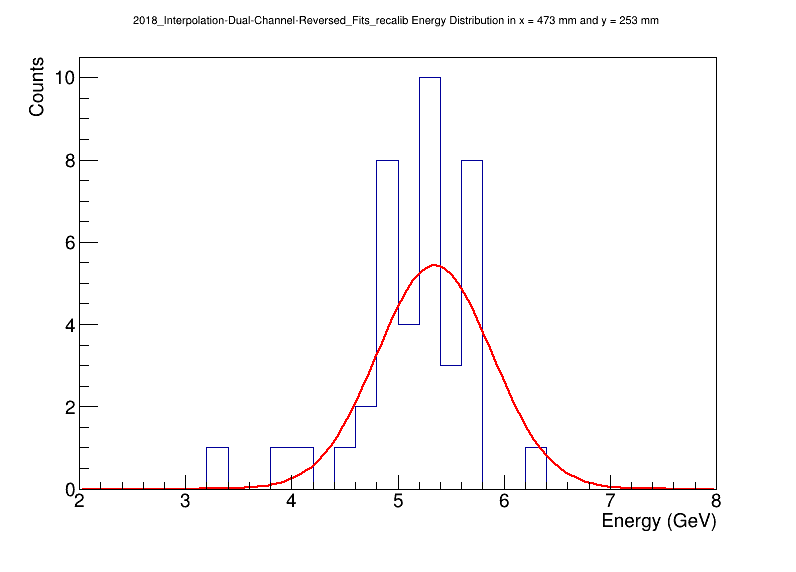 2018_Interpolation-Dual-Channel-Reversed_Fits_recalib Energy Distribution in x = 473 mm and y = 253 mm
Counts
10
8
6
4
2
0
2 3 4 5 6 7 8
Energy (GeV)